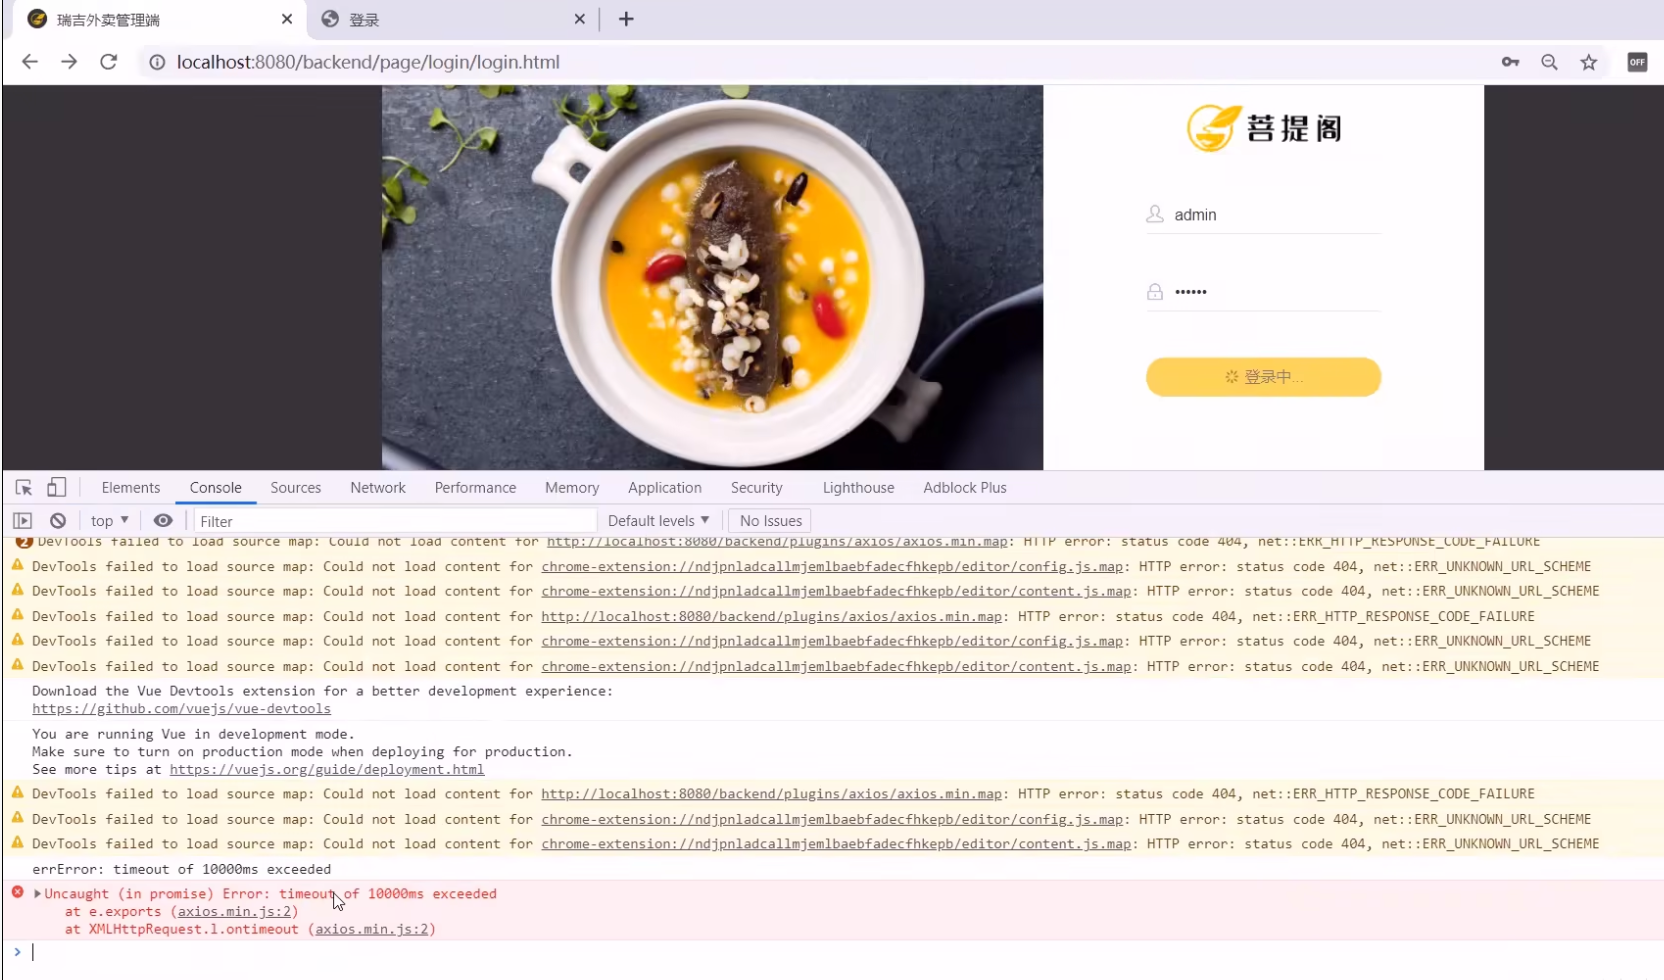 瑞吉外卖管理端
登录
localhost:8080/backend/page/login/login.html
OFF
菩提阁
admin
••••••
登录中...
Elements Console Sources Network Performance Memory Application Security Lighthouse Adblock Plus
top Filter Default levels No Issues
2 DevTools failed to load source map: Could not load content for http://localhost:8080/backend/plugins/axios/axios.min.map: HTTP error: status code 404, net::ERR_HTTP_RESPONSE_CODE_FAILURE
DevTools failed to load source map: Could not load content for chrome-extension://ndjpnladcallmjemlbaebfadecfhkepb/editor/config.js.map: HTTP error: status code 404, net::ERR_UNKNOWN_URL_SCHEME
DevTools failed to load source map: Could not load content for chrome-extension://ndjpnladcallmjemlbaebfadecfhkepb/editor/content.js.map: HTTP error: status code 404, net::ERR_UNKNOWN_URL_SCHEME
DevTools failed to load source map: Could not load content for http://localhost:8080/backend/plugins/axios/axios.min.map: HTTP error: status code 404, net::ERR_HTTP_RESPONSE_CODE_FAILURE
DevTools failed to load source map: Could not load content for chrome-extension://ndjpnladcallmjemlbaebfadecfhkepb/editor/config.js.map: HTTP error: status code 404, net::ERR_UNKNOWN_URL_SCHEME
DevTools failed to load source map: Could not load content for chrome-extension://ndjpnladcallmjemlbaebfadecfhkepb/editor/content.js.map: HTTP error: status code 404, net::ERR_UNKNOWN_URL_SCHEME
Download the Vue Devtools extension for a better development experience:
https://github.com/vuejs/vue-devtools
You are running Vue in development mode.
Make sure to turn on production mode when deploying for production.
See more tips at https://vuejs.org/guide/deployment.html
DevTools failed to load source map: Could not load content for http://localhost:8080/backend/plugins/axios/axios.min.map: HTTP error: status code 404, net::ERR_HTTP_RESPONSE_CODE_FAILURE
DevTools failed to load source map: Could not load content for chrome-extension://ndjpnladcallmjemlbaebfadecfhkepb/editor/config.js.map: HTTP error: status code 404, net::ERR_UNKNOWN_URL_SCHEME
DevTools failed to load source map: Could not load content for chrome-extension://ndjpnladcallmjemlbaebfadecfhkepb/editor/content.js.map: HTTP error: status code 404, net::ERR_UNKNOWN_URL_SCHEME
errError: timeout of 10000ms exceeded
Uncaught (in promise) Error: timeout of 10000ms exceeded
at e.exports (axios.min.js:2)
at XMLHttpRequest.l.ontimeout (axios.min.js:2)